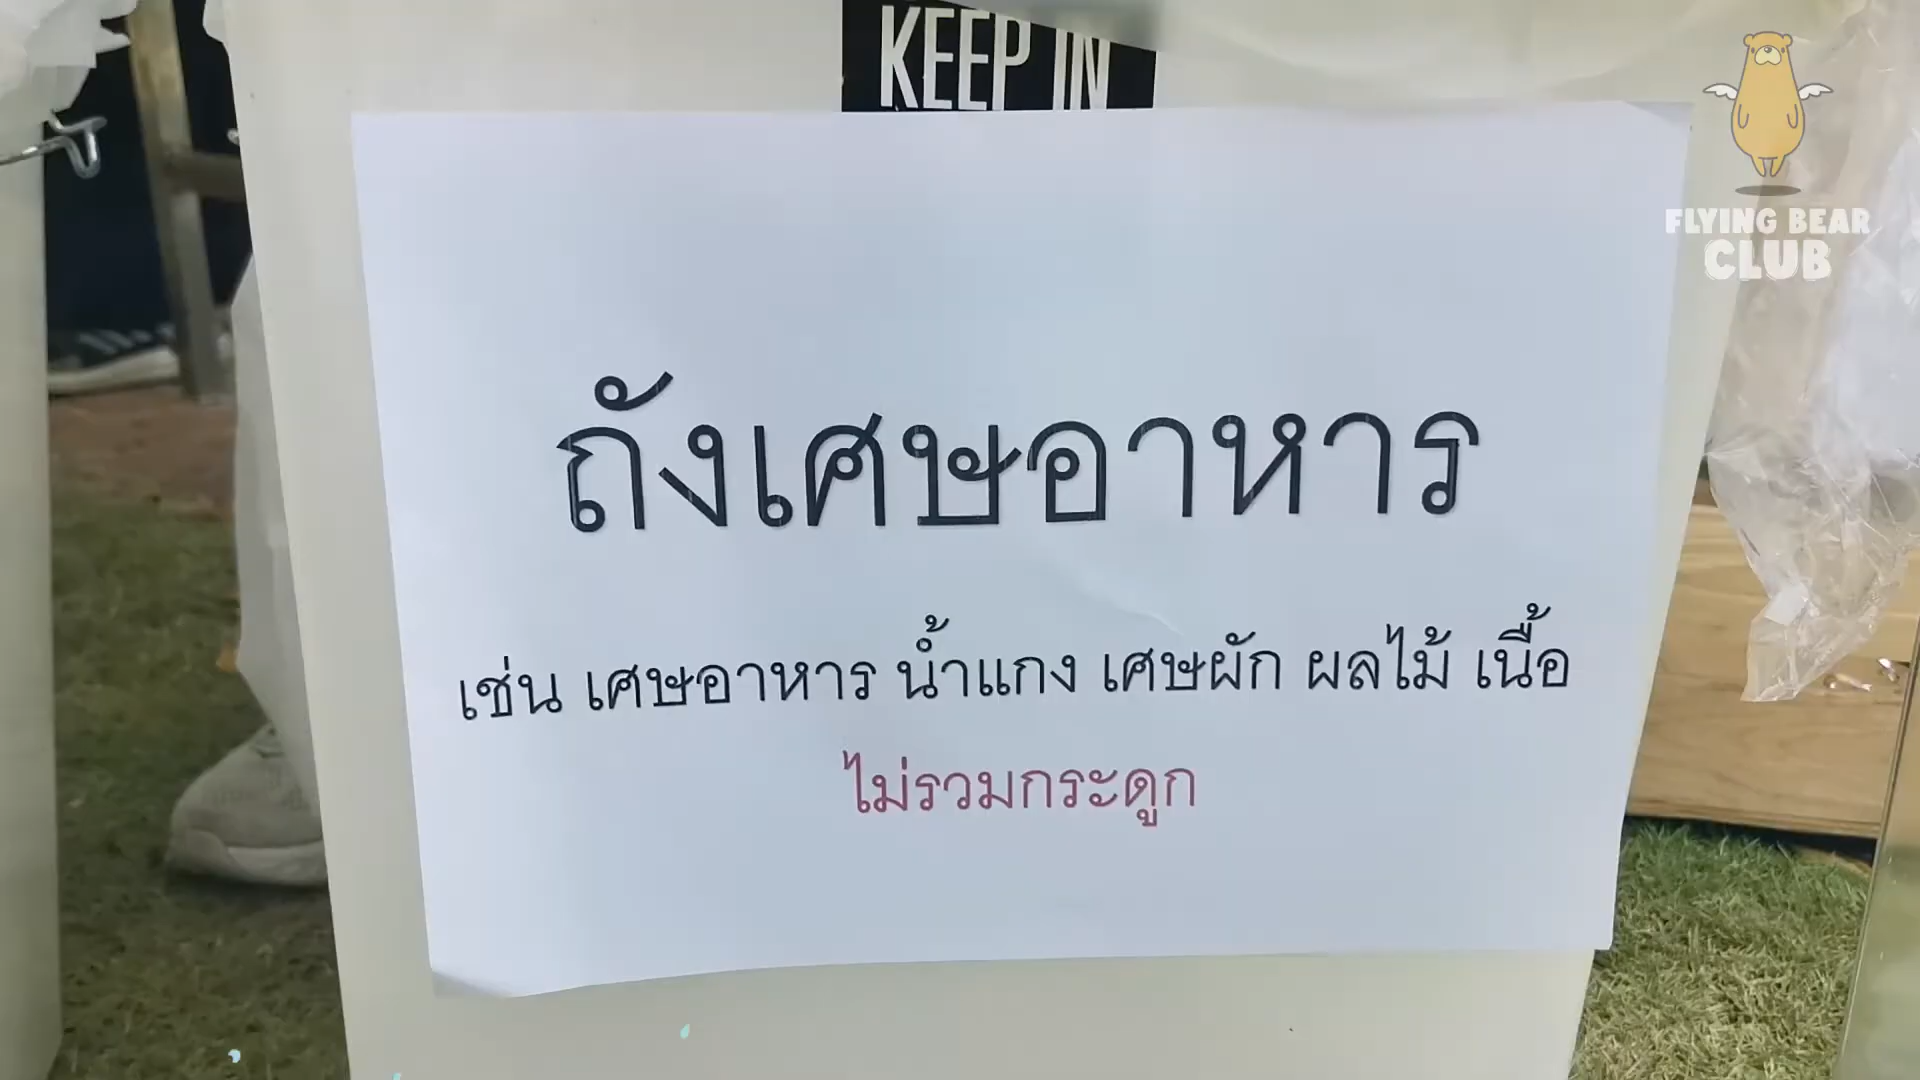 KEEP IN
FLYING BEAR
CLUB
ถังเศษอาหาร
เช่น เศษอาหาร น้ำแกง เศษผัก ผลไม้ เนื้อ
ไม่รวมกระดูก